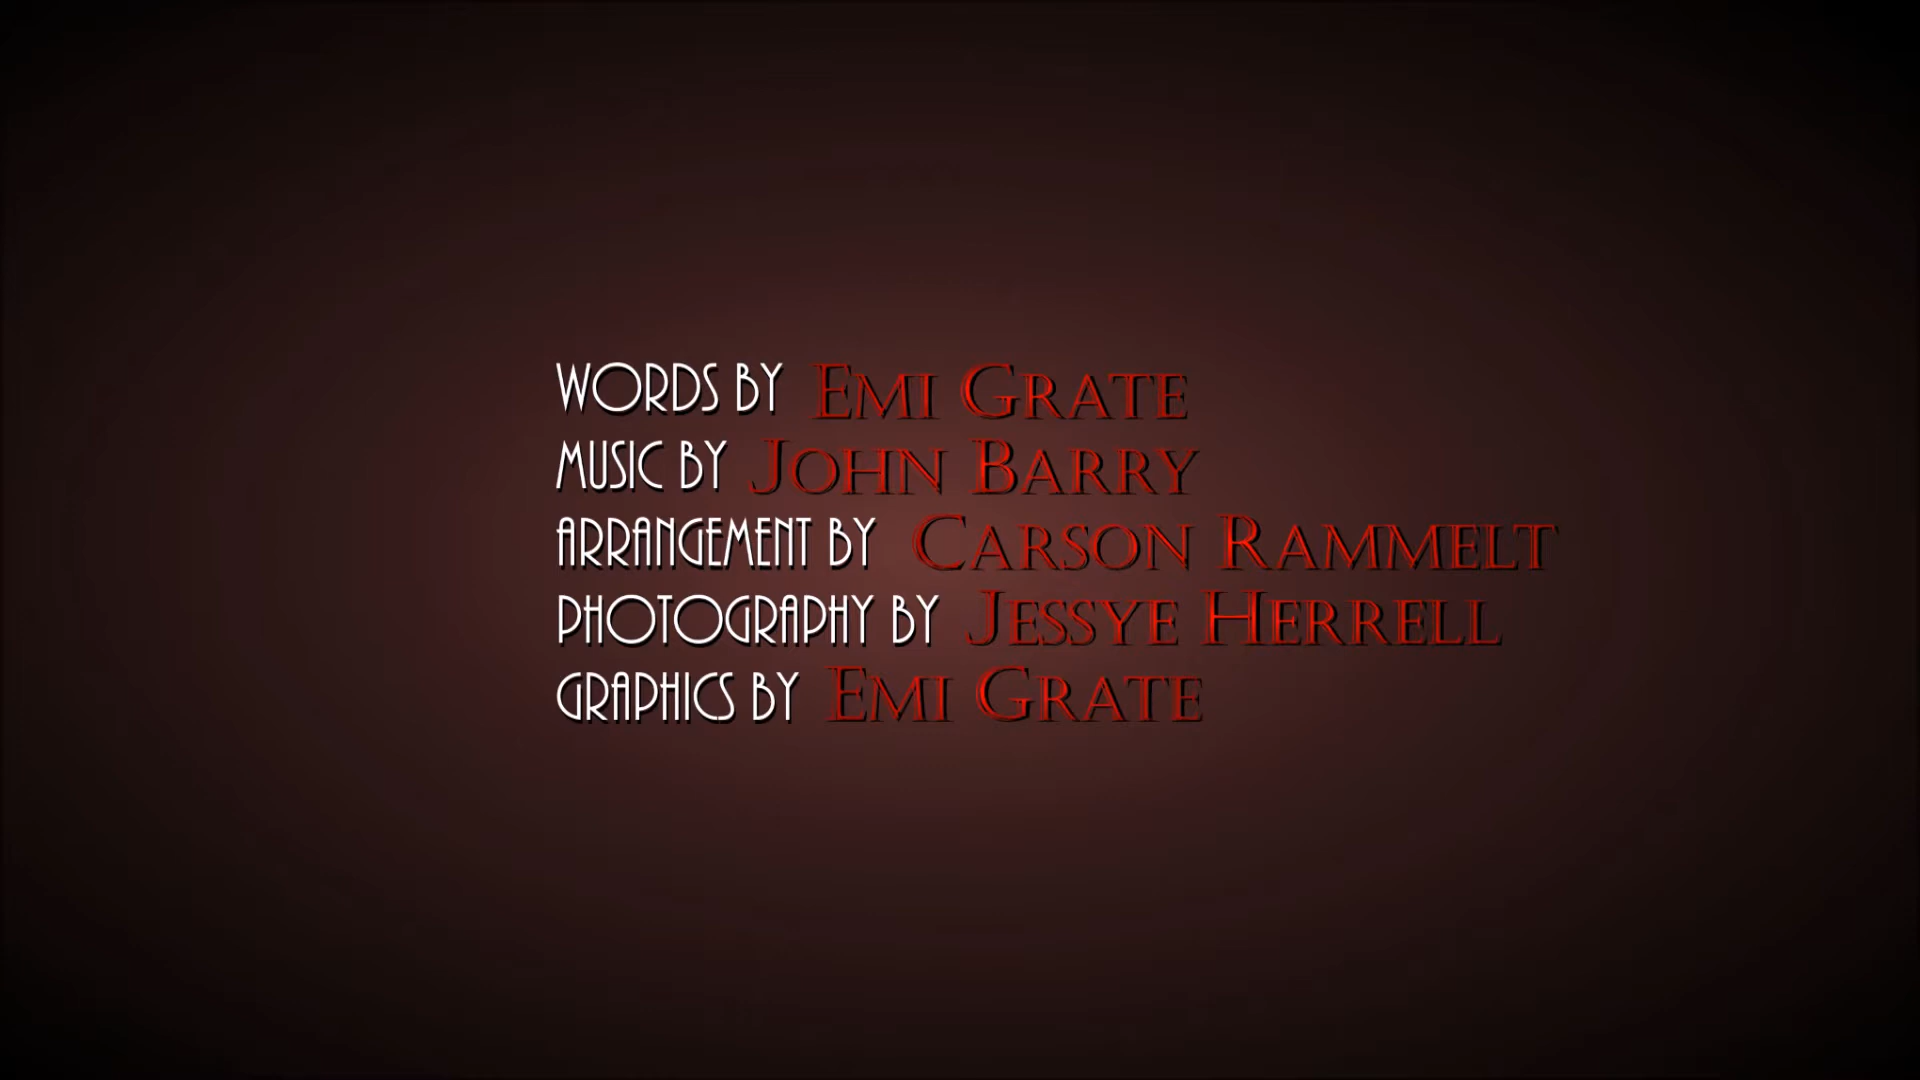 WORDS BY EMI GRATE
MUSIC BY JOHN BARRY
ARRANGEMENT BY CARSON RAMMELT
PHOTOGRAPHY BY JESSYE HERRELL
GRAPHICS BY EMI GRATE